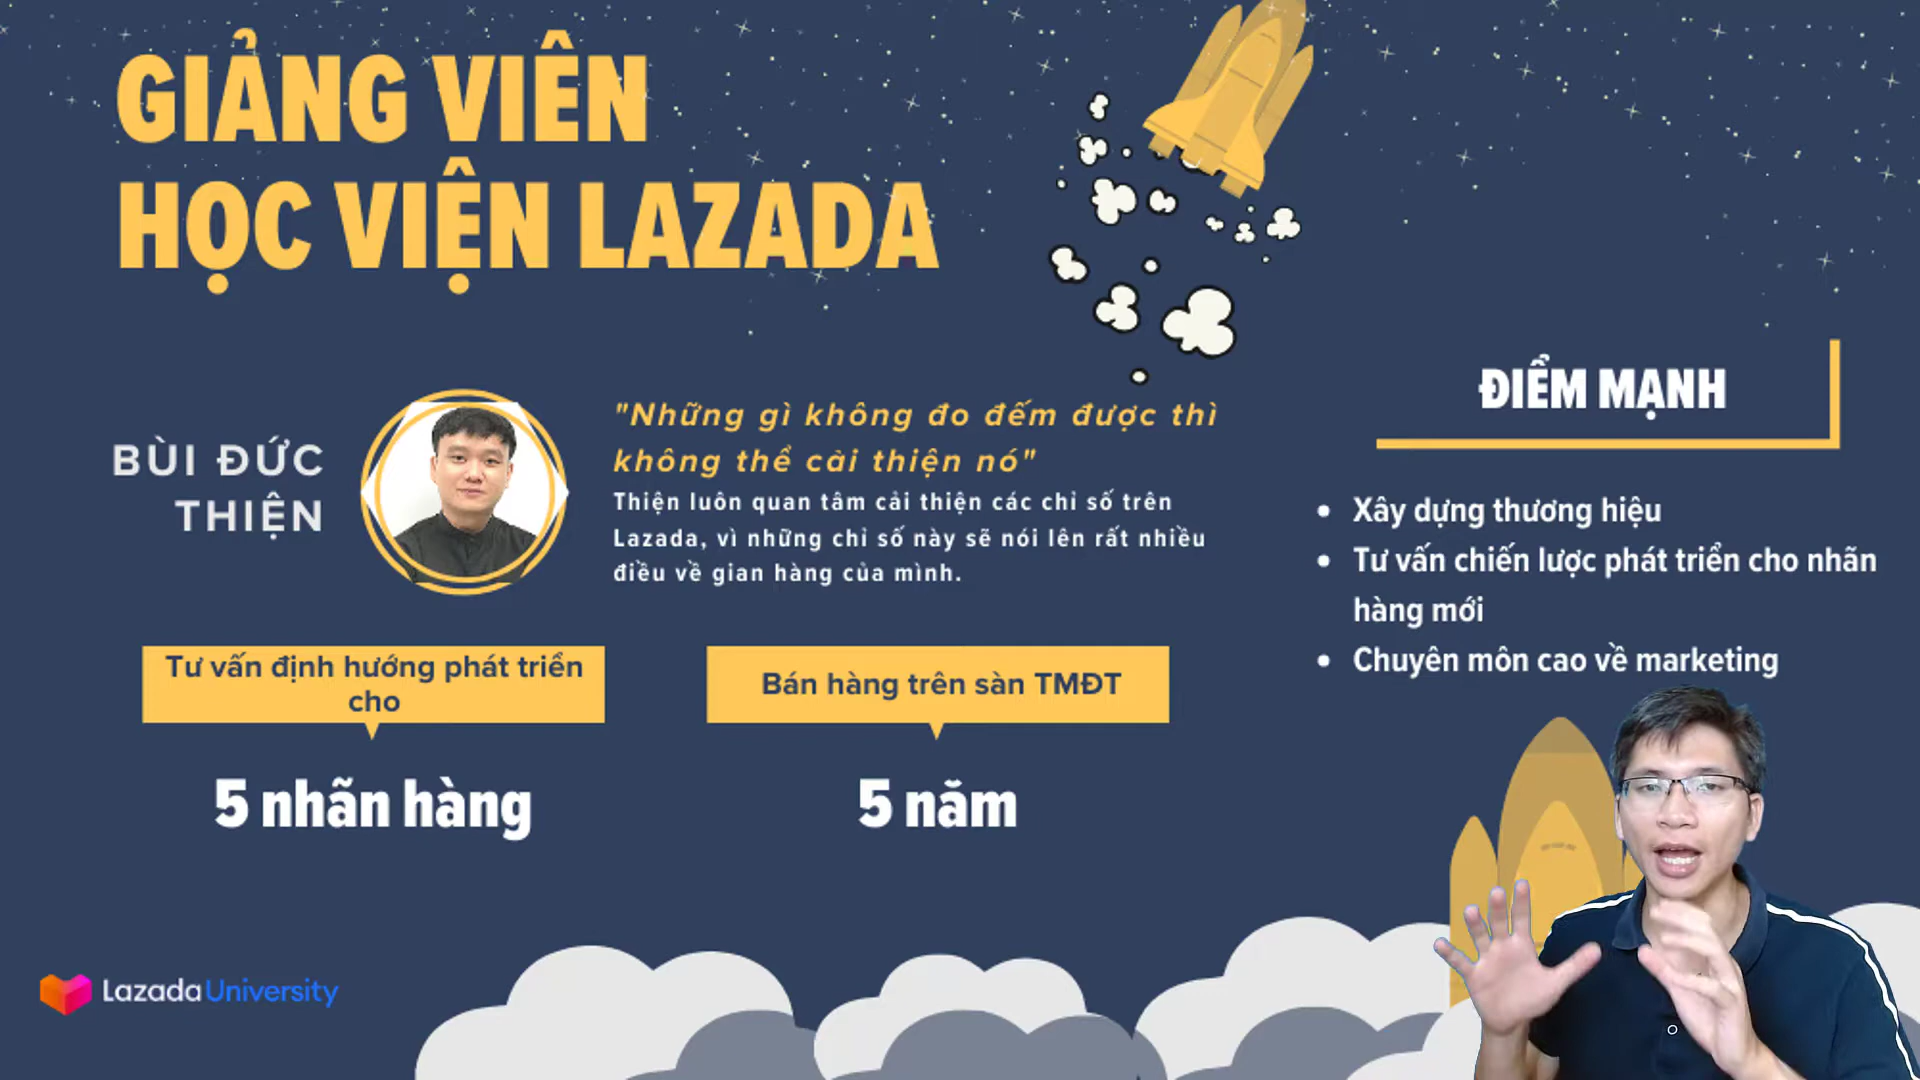 GIẢNG VIÊN
HỌC VIỆN LAZADA
BÙI ĐỨC
THIỆN
"Những gì không đo đếm được thì
không thể cải thiện nó"
Thiện luôn quan tâm cải thiện các chỉ số trên
Lazada, vì những chỉ số này sẽ nói lên rất nhiều
điều về gian hàng của mình.
ĐIỂM MẠNH
Xây dựng thương hiệu
Tư vấn chiến lược phát triển cho nhãn
hàng mới
Chuyên môn cao về marketing
Tư vấn định hướng phát triển
cho
5 nhãn hàng
Bán hàng trên sàn TMĐT
5 năm
Lazada University